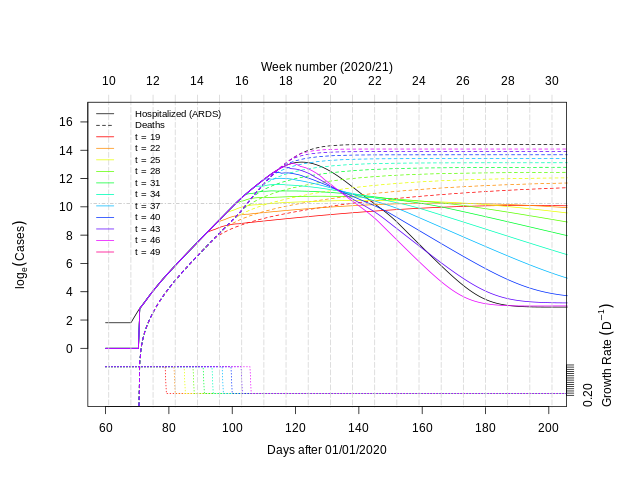 Week number (2020/21)
10 11 12 14 16 18 20 22 24 26 28 30
Hospitalized (ARDS)
Deaths
t = 19
t = 22
t = 25
t = 28
t = 31
t = 34
t = 37
t = 40
t = 43
t = 46
t = 49
16
14
12
10
8
6
4
2
0
logₑ(Cases)
0.20
Growth Rate (D⁻¹)
60 80 100 120 140 160 180 200
Days after 01/01/2020